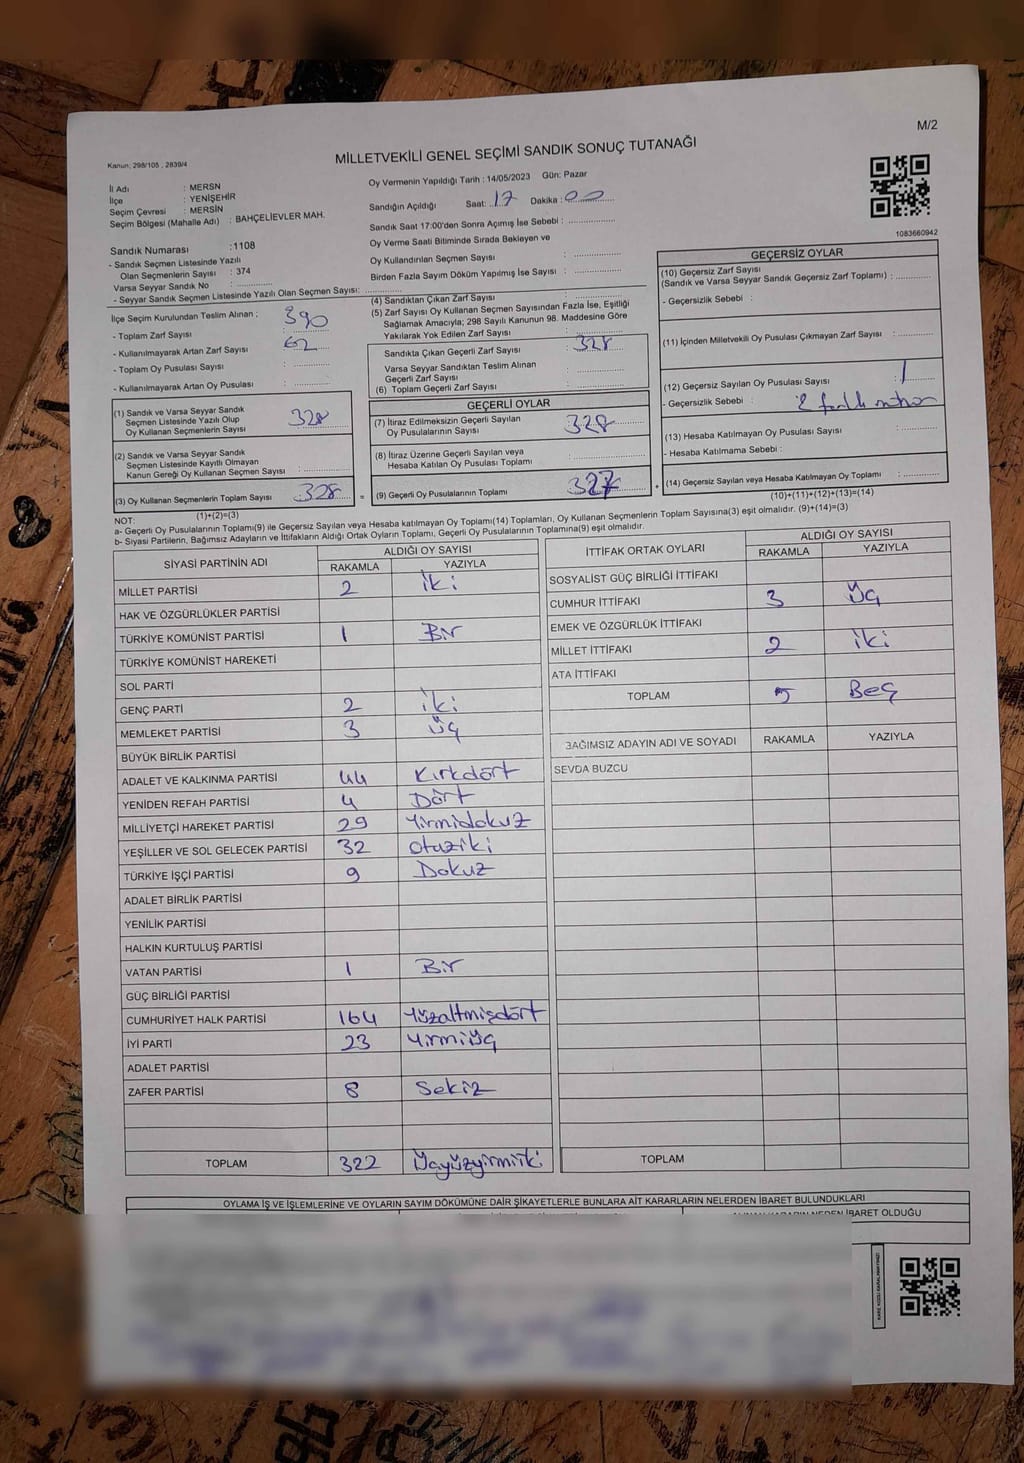 M/2
Kanun: 298/105 , 2839/4
MİLLETVEKİLİ GENEL SEÇİMİ SANDIK SONUÇ TUTANAĞI
İl Adı : MERSN
İlçe : YENİŞEHİR
Seçim Çevresi : MERSİN
Seçim Bölgesi (Mahalle Adı) : BAHÇELİEVLER MAH.
Oy Vermenin Yapıldığı Tarih : 14/05/2023 Gün: Pazar
Sandığın Açıldığı Saat: 17 Dakika : 00
Sandık Saat 17:00'den Sonra Açımış İse Sebebi :
Oy Verme Saati Bitiminde Sırada Bekleyen ve
Oy Kullandırılan Seçmen Sayısı :
Birden Fazla Sayım Döküm Yapılmış İse Sayısı :
1083660942
Sandık Numarası :1108
- Sandık Seçmen Listesinde Yazılı
Olan Seçmenlerin Sayısı : 374
Varsa Seyyar Sandık No :
- Seyyar Sandık Seçmen Listesinde Yazılı Olan Seçmen Sayısı:
İlçe Seçim Kurulundan Teslim Alınan :
- Toplam Zarf Sayısı : 390
- Kullanılmayarak Artan Zarf Sayısı : 62
- Toplam Oy Pusulası Sayısı :
- Kullanılmayarak Artan Oy Pusulası :
(1) Sandık ve Varsa Seyyar Sandık
Seçmen Listesinde Yazılı Olup
Oy Kullanan Seçmenlerin Sayısı : 328
(2) Sandık ve Varsa Seyyar Sandık
Seçmen Listesinde Kayıtlı Olmayan
Kanun Gereği Oy Kullanan Seçmen Sayısı :
(3) Oy Kullanan Seçmenlerin Toplam Sayısı : 328
(1)+(2)=(3)
(4) Sandıktan Çıkan Zarf Sayısı :
(5) Zarf Sayısı Oy Kullanan Seçmen Sayısından Fazla İse, Eşitliği
Sağlamak Amacıyla; 298 Sayılı Kanunun 98. Maddesine Göre
Yakılarak Yok Edilen Zarf Sayısı :
Sandıkta Çıkan Geçerli Zarf Sayısı : 328
Varsa Seyyar Sandıktan Teslim Alınan
Geçerli Zarf Sayısı :
(6) Toplam Geçerli Zarf Sayısı :
GEÇERLİ OYLAR
(7) İtiraz Edilmeksizin Geçerli Sayılan
Oy Pusulalarının Sayısı : 328
(8) İtiraz Üzerine Geçerli Sayılan veya
Hesaba Katılan Oy Pusulası Toplamı :
= (9) Geçerli Oy Pusulalarının Toplamı : 327
GEÇERSİZ OYLAR
(10) Geçersiz Zarf Sayısı
(Sandık ve Varsa Seyyar Sandık Geçersiz Zarf Toplamı) :
- Geçersizlik Sebebi :
(11) İçinden Milletvekili Oy Pusulası Çıkmayan Zarf Sayısı :
(12) Geçersiz Sayılan Oy Pusulası Sayısı : 1
- Geçersizlik Sebebi : 2 farklı mühür
(13) Hesaba Katılmayan Oy Pusulası Sayısı :
- Hesaba Katılmama Sebebi :
+ (14) Geçersiz Sayılan veya Hesaba Katılmayan Oy Toplamı :
(10)+(11)+(12)+(13)=(14)
NOT:
a- Geçerli Oy Pusulalarının Toplamı(9) ile Geçersiz Sayılan veya Hesaba katılmayan Oy Toplamı(14) Toplamları, Oy Kullanan Seçmenlerin Toplam Sayısına(3) eşit olmalıdır. (9)+(14)=(3)
b- Siyasi Partilerin, Bağımsız Adayların ve İttifakların Aldığı Ortak Oyların Toplamı, Geçerli Oy Pusulalarının Toplamına(9) eşit olmalıdır.
SİYASİ PARTİNİN ADI ALDIĞI OY SAYISI
RAKAMLA YAZIYLA
MİLLET PARTİSİ 2 iki
HAK VE ÖZGÜRLÜKLER PARTİSİ
TÜRKİYE KOMÜNİST PARTİSİ 1 Bir
TÜRKİYE KOMÜNİST HAREKETİ
SOL PARTİ
GENÇ PARTİ 2 iki
MEMLEKET PARTİSİ 3 Üç
BÜYÜK BİRLİK PARTİSİ
ADALET VE KALKINMA PARTİSİ 44 Kırkdört
YENİDEN REFAH PARTİSİ 4 Dört
MİLLİYETÇİ HAREKET PARTİSİ 29 Yirmidokuz
YEŞİLLER VE SOL GELECEK PARTİSİ 32 otuziki
TÜRKİYE İŞÇİ PARTİSİ 9 Dokuz
ADALET BİRLİK PARTİSİ
YENİLİK PARTİSİ
HALKIN KURTULUŞ PARTİSİ
VATAN PARTİSİ 1 Bir
GÜÇ BİRLİĞİ PARTİSİ
CUMHURİYET HALK PARTİSİ 164 Yüzaltmışdört
İYİ PARTİ 23 Yirmiüç
ADALET PARTİSİ
ZAFER PARTİSİ 8 Sekiz
TOPLAM 322 Üçyüzyirmiiki
İTTİFAK ORTAK OYLARI ALDIĞI OY SAYISI
RAKAMLA YAZIYLA
SOSYALİST GÜÇ BİRLİĞİ İTTİFAKI
CUMHUR İTTİFAKI 3 Üç
EMEK VE ÖZGÜRLÜK İTTİFAKI
MİLLET İTTİFAKI 2 iki
ATA İTTİFAKI
TOPLAM 5 Beş
BAĞIMSIZ ADAYIN ADI VE SOYADI RAKAMLA YAZIYLA
SEVDA BUZCU
TOPLAM
OYLAMA İŞ VE İŞLEMLERİNE VE OYLARIN SAYIM DÖKÜMÜNE DAİR ŞİKAYETLERLE BUNLARA AİT KARARLARIN NELERDEN İBARET BULUNDUKLARI
İBARET OLDUĞU